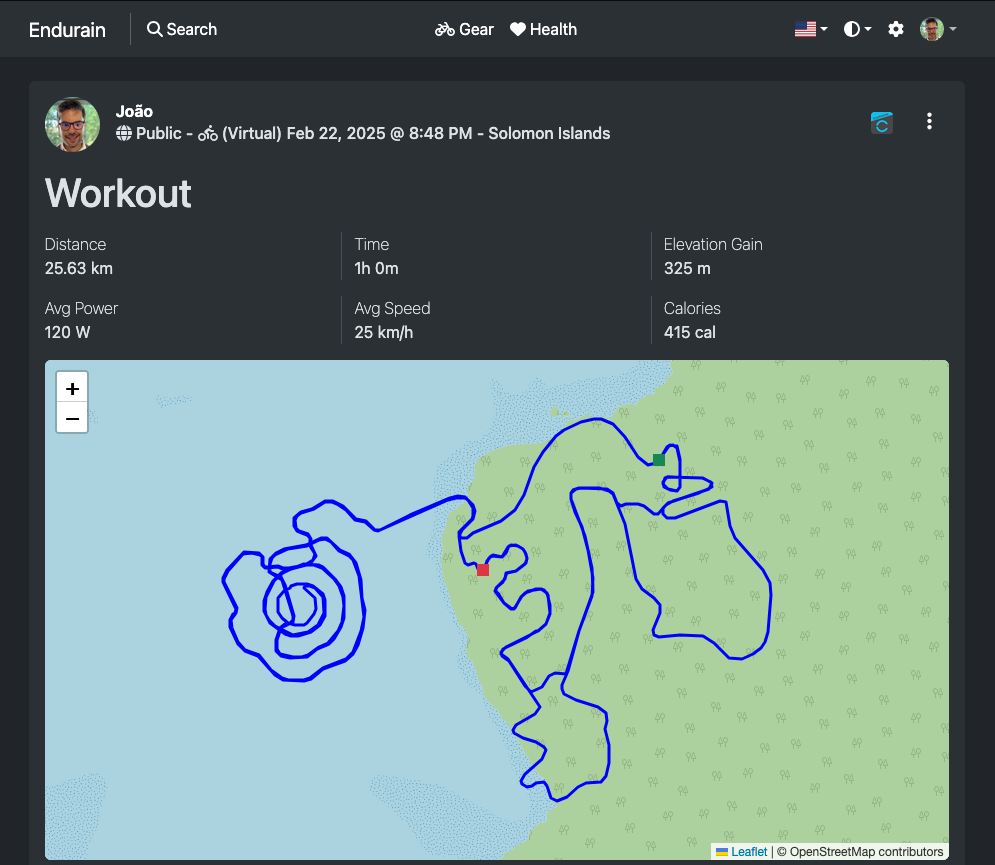 Endurain Search Gear Health
João
Public - (Virtual) Feb 22, 2025 @ 8:48 PM - Solomon Islands
Workout
Distance Time Elevation Gain
25.63 km 1h 0m 325 m
Avg Power Avg Speed Calories
120 W 25 km/h 415 cal
+
−
Leaflet | © OpenStreetMap contributors